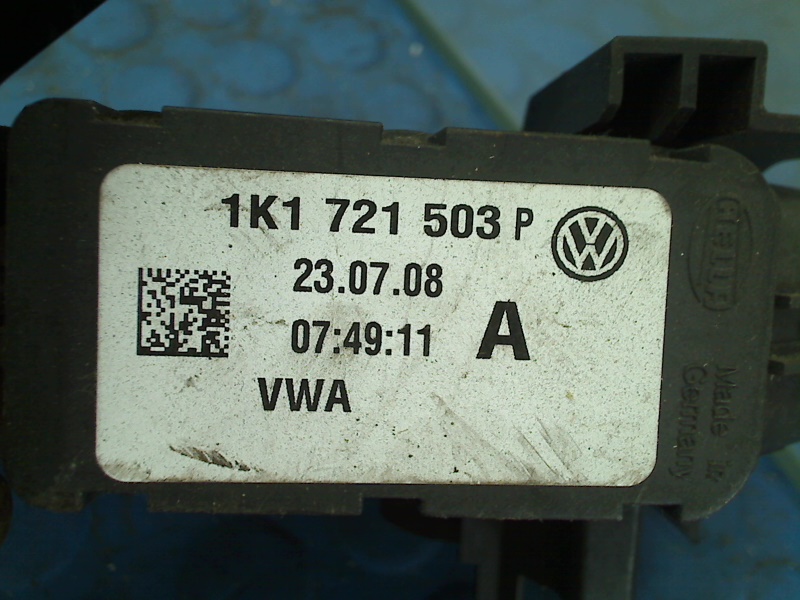 1K1 721 503 P
23.07.08
07:49:11 A
VWA
HELLA
Made in
Germany